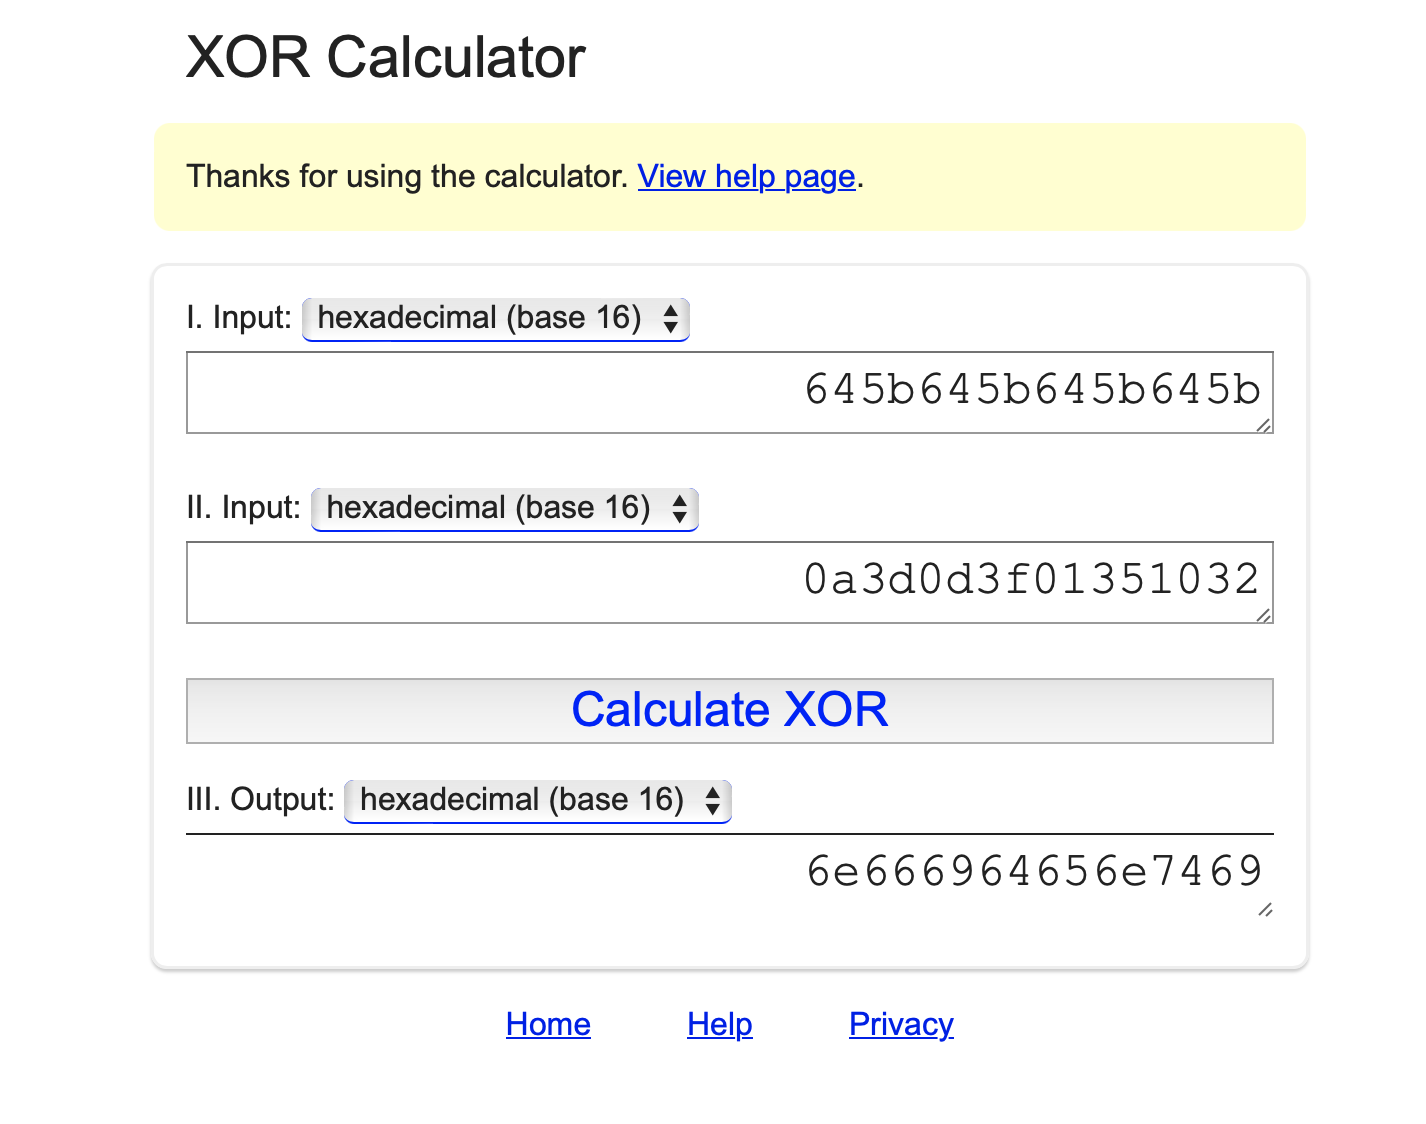 XOR Calculator
Thanks for using the calculator. View help page.
I. Input: hexadecimal (base 16)
645b645b645b645b
II. Input: hexadecimal (base 16)
0a3d0d3f01351032
Calculate XOR
III. Output: hexadecimal (base 16)
6e666964656e7469
Home Help Privacy